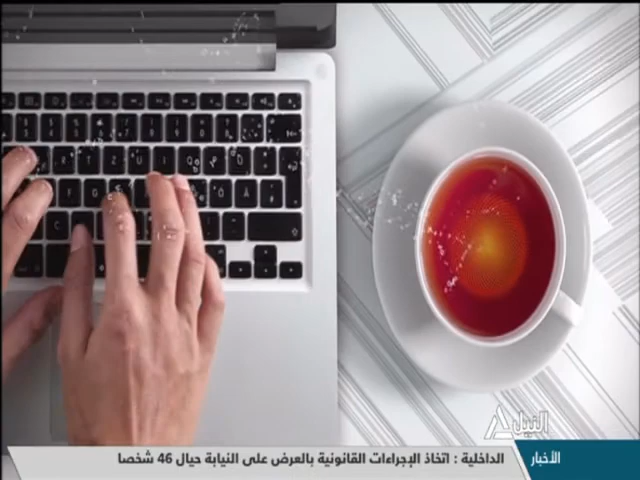 النيل
الأخبار
الداخلية : اتخاذ الإجراءات القانونية بالعرض على النيابة حيال 46 شخصا